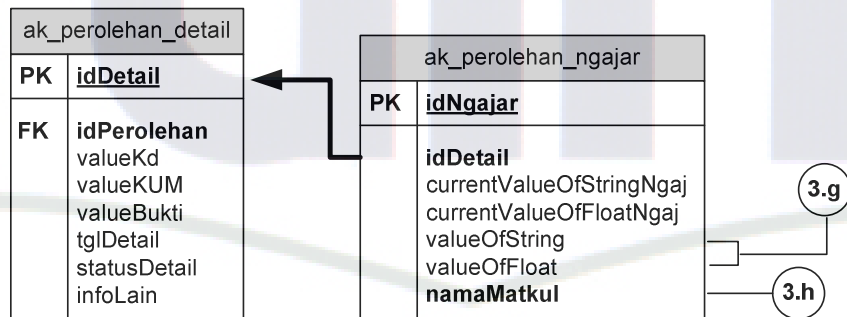 ak_perolehan_detail
PK idDetail
FK idPerolehan
valueKd
valueKUM
valueBukti
tglDetail
statusDetail
infoLain
ak_perolehan_ngajar
PK idNgajar
idDetail
currentValueOfStringNgaj
currentValueOfFloatNgaj
valueOfString
valueOfFloat
namaMatkul
3.g
3.h